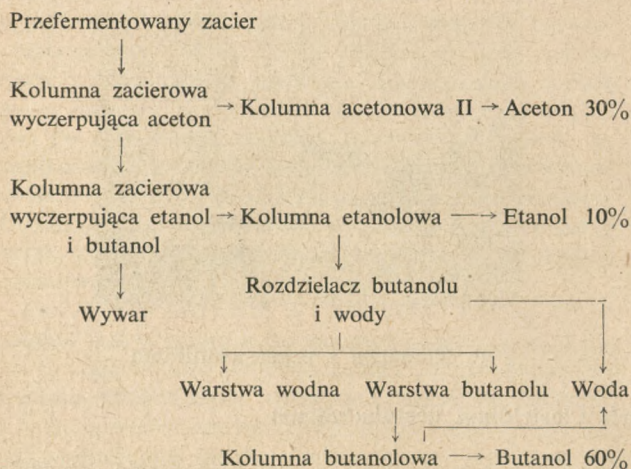 Przefermentowany zacier
Kolumna zacierowa
wyczerpująca aceton → Kolumna acetonowa II → Aceton 30%
Kolumna zacierowa
wyczerpująca etanol → Kolumna etanolowa → Etanol 10%
i butanol
Rozdzielacz butanolu
i wody
Wywar
Warstwa wodna Warstwa butanolu Woda
Kolumna butanolowa → Butanol 60%